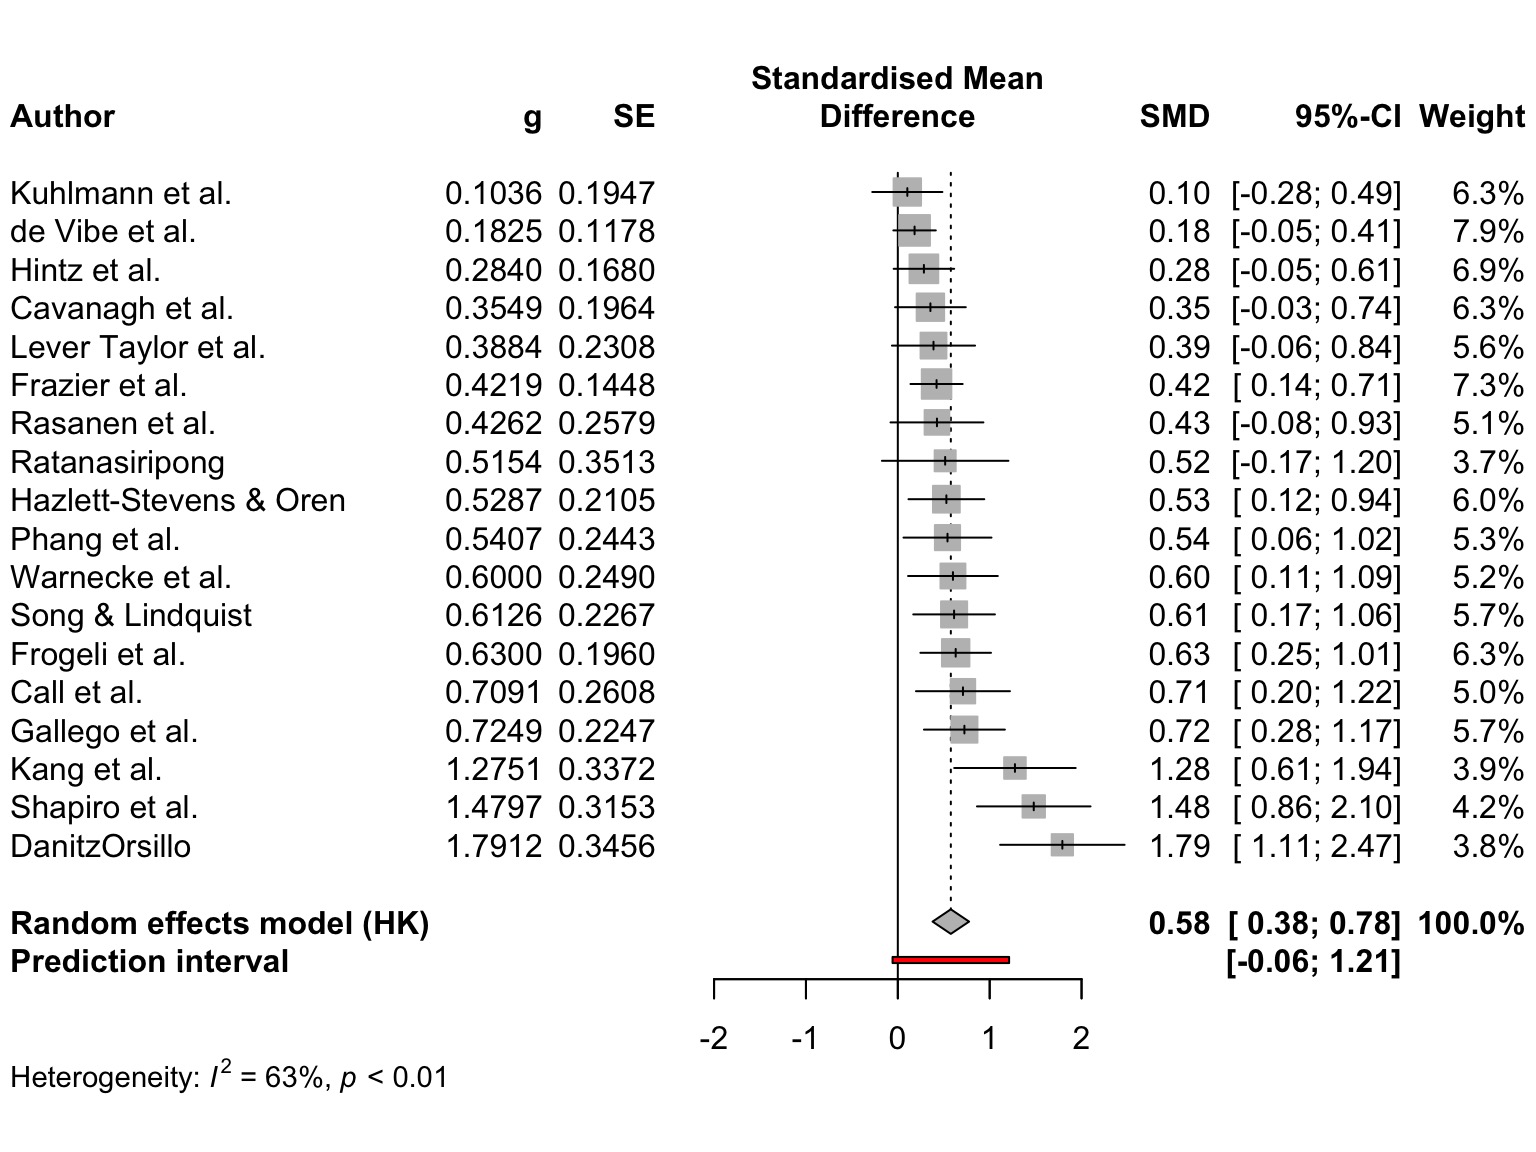 Standardised Mean
Author g SE Difference SMD 95%-CI Weight
Kuhlmann et al. 0.1036 0.1947 0.10 [-0.28; 0.49] 6.3%
de Vibe et al. 0.1825 0.1178 0.18 [-0.05; 0.41] 7.9%
Hintz et al. 0.2840 0.1680 0.28 [-0.05; 0.61] 6.9%
Cavanagh et al. 0.3549 0.1964 0.35 [-0.03; 0.74] 6.3%
Lever Taylor et al. 0.3884 0.2308 0.39 [-0.06; 0.84] 5.6%
Frazier et al. 0.4219 0.1448 0.42 [ 0.14; 0.71] 7.3%
Rasanen et al. 0.4262 0.2579 0.43 [-0.08; 0.93] 5.1%
Ratanasiripong 0.5154 0.3513 0.52 [-0.17; 1.20] 3.7%
Hazlett-Stevens & Oren 0.5287 0.2105 0.53 [ 0.12; 0.94] 6.0%
Phang et al. 0.5407 0.2443 0.54 [ 0.06; 1.02] 5.3%
Warnecke et al. 0.6000 0.2490 0.60 [ 0.11; 1.09] 5.2%
Song & Lindquist 0.6126 0.2267 0.61 [ 0.17; 1.06] 5.7%
Frogeli et al. 0.6300 0.1960 0.63 [ 0.25; 1.01] 6.3%
Call et al. 0.7091 0.2608 0.71 [ 0.20; 1.22] 5.0%
Gallego et al. 0.7249 0.2247 0.72 [ 0.28; 1.17] 5.7%
Kang et al. 1.2751 0.3372 1.28 [ 0.61; 1.94] 3.9%
Shapiro et al. 1.4797 0.3153 1.48 [ 0.86; 2.10] 4.2%
DanitzOrsillo 1.7912 0.3456 1.79 [ 1.11; 2.47] 3.8%
Random effects model (HK) 0.58 [ 0.38; 0.78] 100.0%
Prediction interval [-0.06; 1.21]
-2 -1 0 1 2
Heterogeneity: I² = 63%, p < 0.01